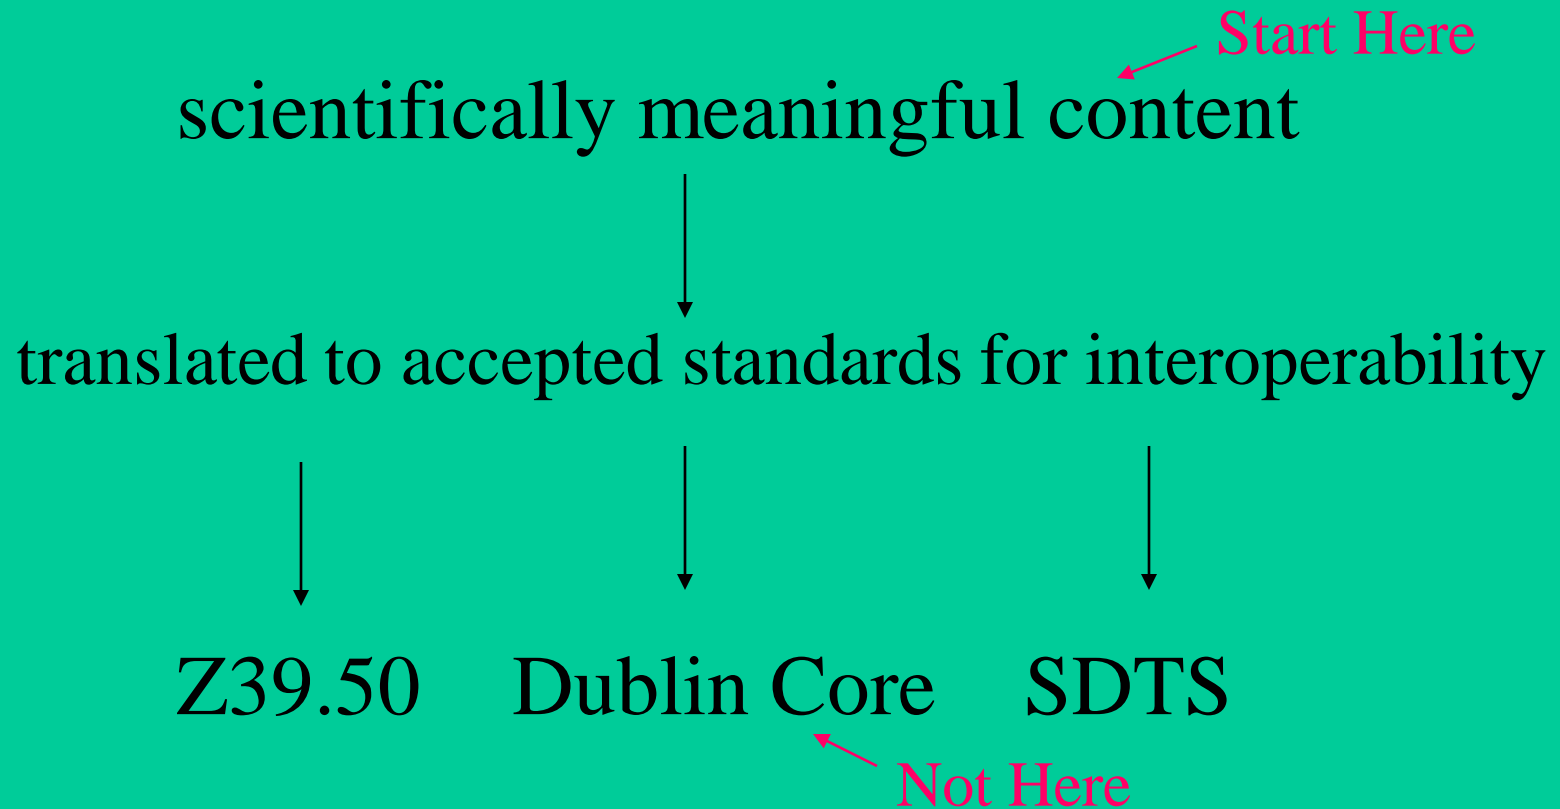 Start Here
scientifically meaningful content
translated to accepted standards for interoperability
Z39.50 Dublin Core SDTS
Not Here